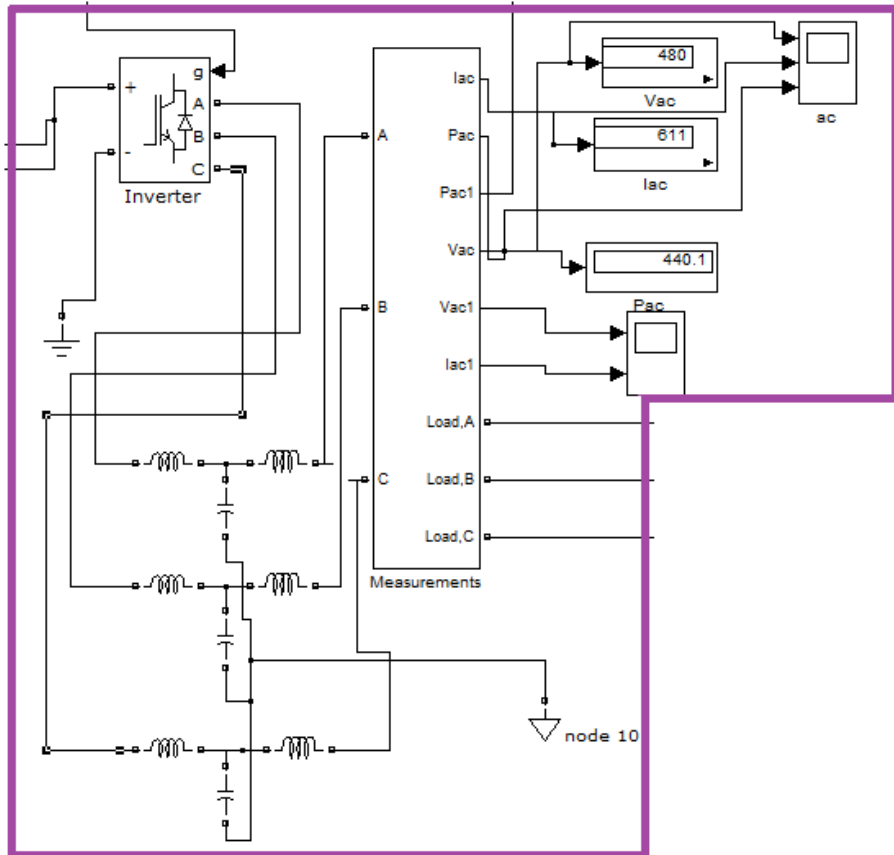 g
+
A
B
-
C
Inverter
A
B
C
Iac
Pac
Pac1
Vac
Vac1
Iac1
Load,A
Load,B
Load,C
Measurements
480
Vac
611
Iac
440.1
Pac
ac
node 10